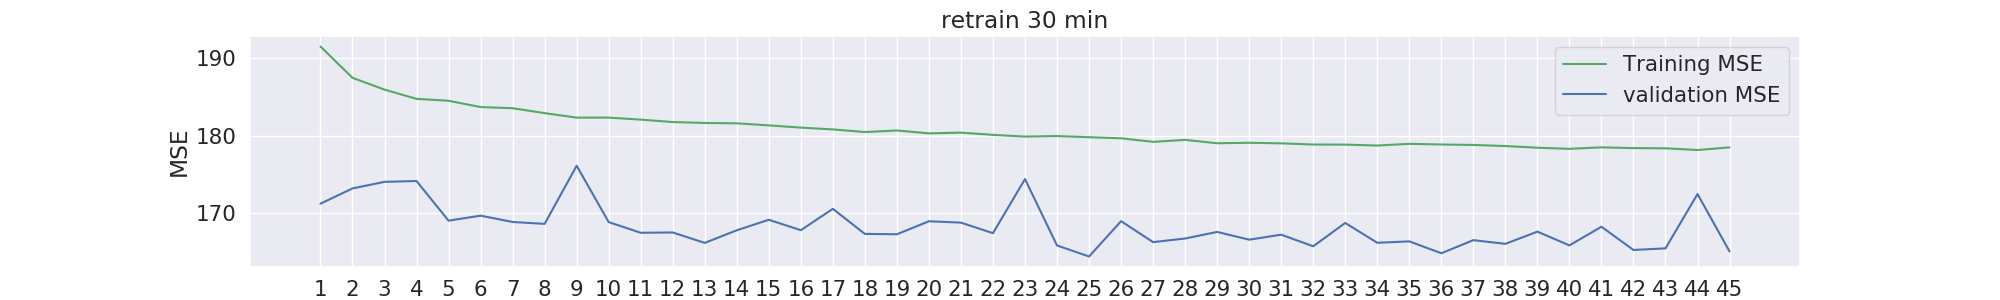 retrain 30 min
Training MSE
validation MSE
MSE
190
180
170
1 2 3 4 5 6 7 8 9 10 11 12 13 14 15 16 17 18 19 20 21 22 23 24 25 26 27 28 29 30 31 32 33 34 35 36 37 38 39 40 41 42 43 44 45